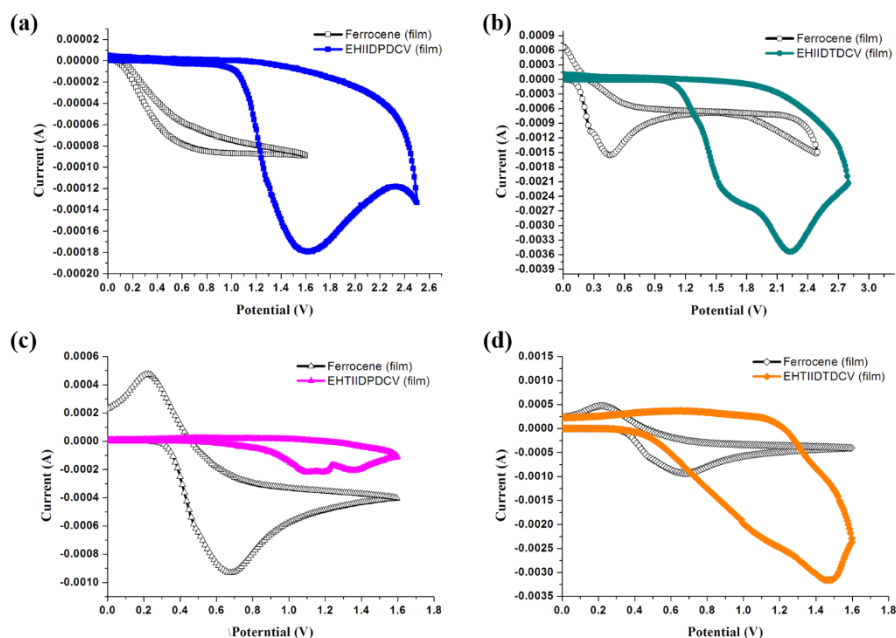 (a)
Ferrocene (film)
EHIIDPDCV (film)
Current (A)
0.00002
0.00000
-0.00002
-0.00004
-0.00006
-0.00008
-0.00010
-0.00012
-0.00014
-0.00016
-0.00018
-0.00020
0.0 0.2 0.4 0.6 0.8 1.0 1.2 1.4 1.6 1.8 2.0 2.2 2.4 2.6
Potential (V)
(b)
Ferrocene (film)
EHIIDTDCV (film)
Current (A)
0.0009
0.0006
0.0003
0.0000
-0.0003
-0.0006
-0.0009
-0.0012
-0.0015
-0.0018
-0.0021
-0.0024
-0.0027
-0.0030
-0.0033
-0.0036
-0.0039
0.0 0.3 0.6 0.9 1.2 1.5 1.8 2.1 2.4 2.7 3.0
Potential (V)
(c)
Ferrocene (film)
EHTIIDPDCV (film)
Current (A)
0.0006
0.0004
0.0002
0.0000
-0.0002
-0.0004
-0.0006
-0.0008
-0.0010
0.0 0.2 0.4 0.6 0.8 1.0 1.2 1.4 1.6 1.8
\Poterntial (V)
(d)
Ferrocene (film)
EHTIIDTDCV (film)
Current (A)
0.0015
0.0010
0.0005
0.0000
-0.0005
-0.0010
-0.0015
-0.0020
-0.0025
-0.0030
-0.0035
0.0 0.2 0.4 0.6 0.8 1.0 1.2 1.4 1.6 1.8
Potential (V)